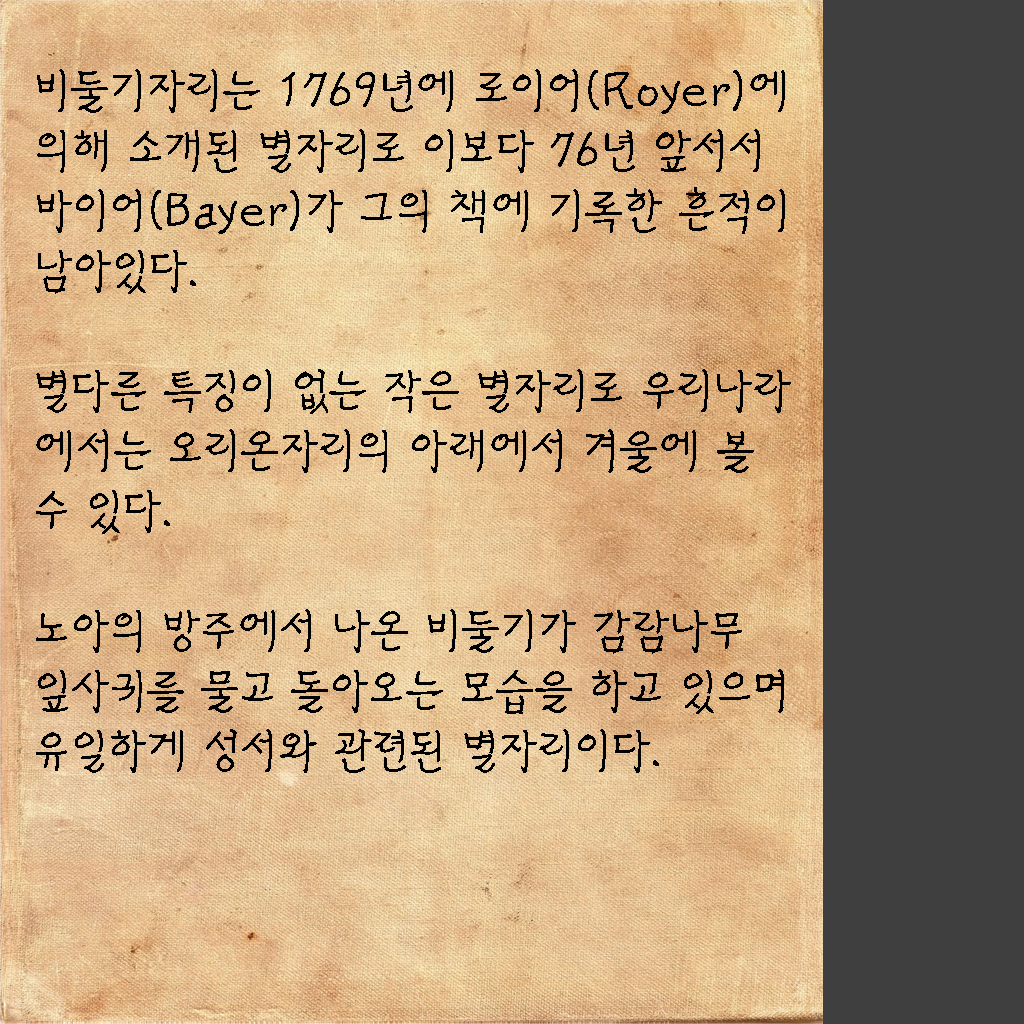 비둘기자리는 1769년에 로이어(Royer)에
의해 소개된 별자리로 이보다 76년 앞서서
바이어(Bayer)가 그의 책에 기록한 흔적이
남아있다.
별다른 특징이 없는 작은 별자리로 우리나라
에서는 오리온자리의 아래에서 겨울에 볼
수 있다.
노아의 방주에서 나온 비둘기가 감람나무
잎사귀를 물고 돌아오는 모습을 하고 있으며
유일하게 성서와 관련된 별자리이다.